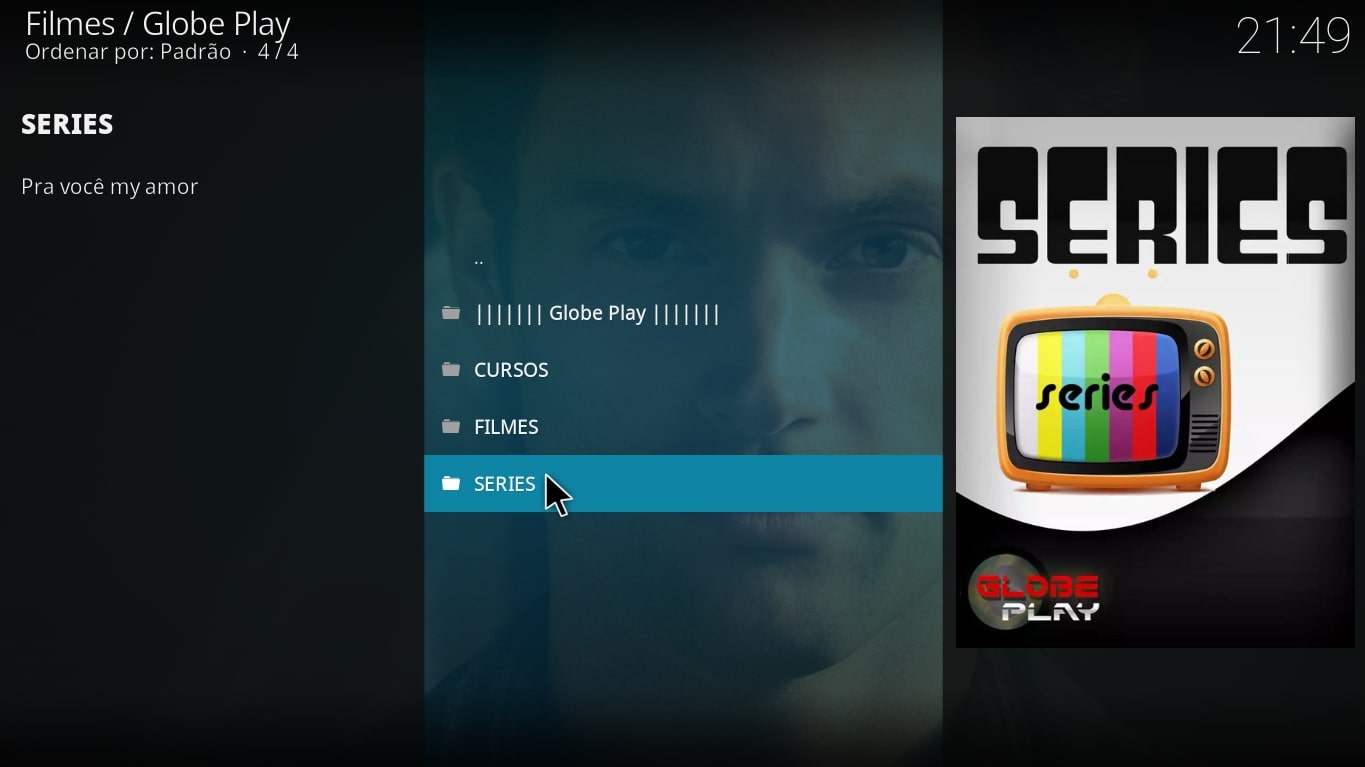 Filmes / Globe Play
Ordenar por: Padrão · 4 / 4
21:49
SERIES
Pra você my amor
..
||||||| Globe Play |||||||
CURSOS
FILMES
SERIES
SERIES
series
GLOBE
PLAY